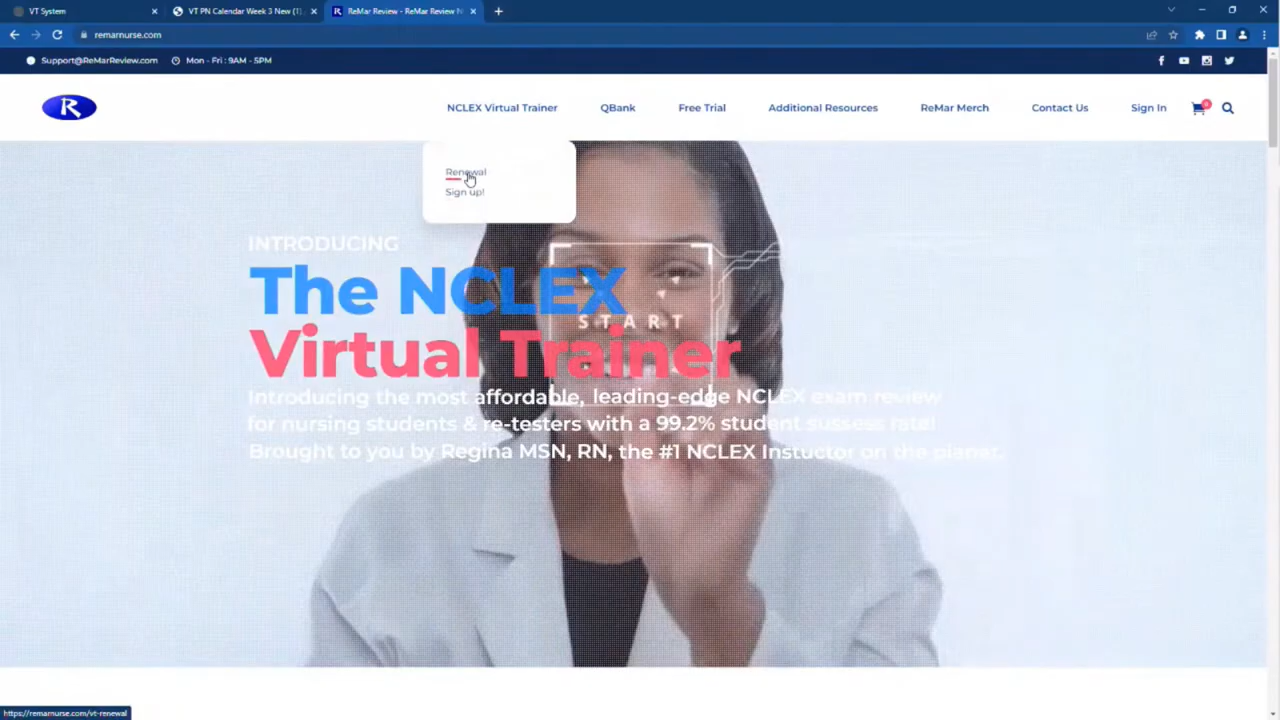 VT System
VT PN Calendar Week 3 New (1)
ReMar Review - ReMar Review N
remarnurse.com
Support@ReMarReview.com
Mon - Fri : 9AM - 5PM
R
NCLEX Virtual Trainer
QBank
Free Trial
Additional Resources
ReMar Merch
Contact Us
Sign In
0
Renewal
Sign up!
INTRODUCING
The NCLEX
START
Virtual Trainer
Introducing the most affordable, leading-edge NCLEX exam review
for nursing students & re-testers with a 99.2% student sussess rate!
Brought to you by Regina MSN, RN, the #1 NCLEX Instuctor on the planet.
https://remarnurse.com/vt-renewal